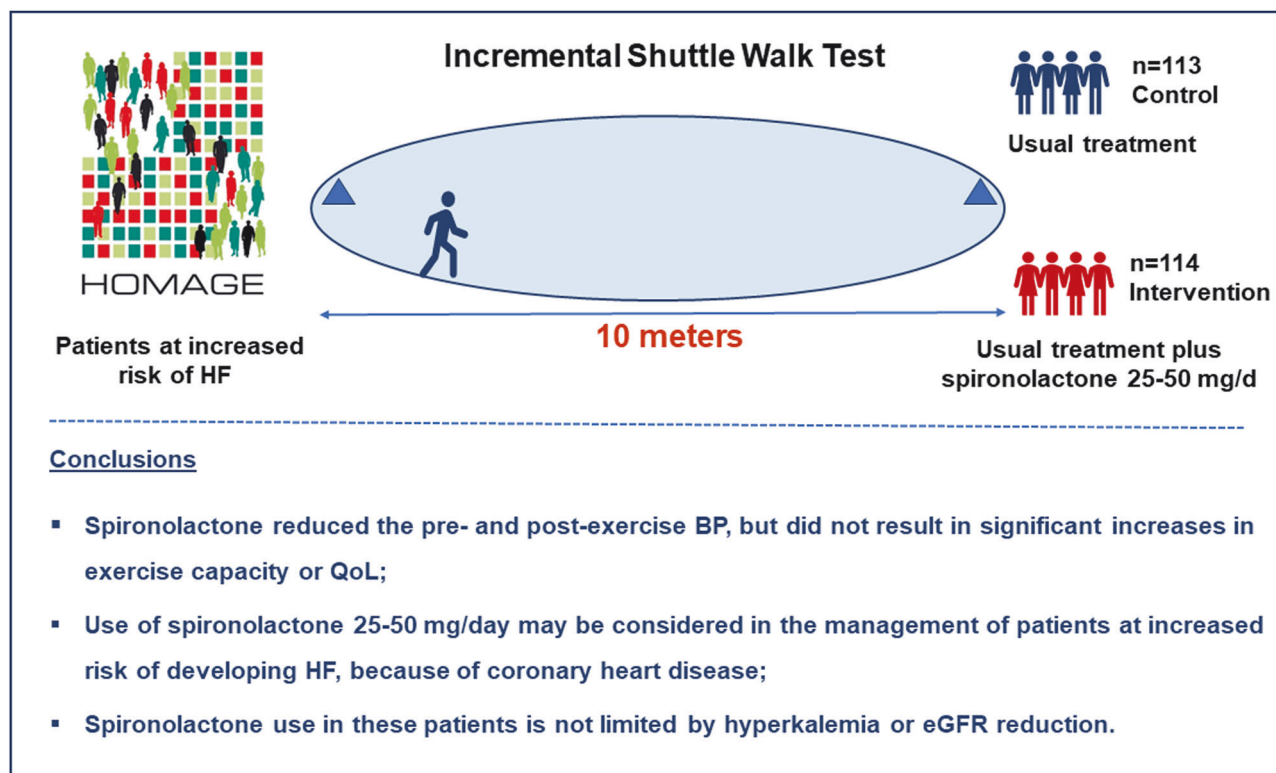 Incremental Shuttle Walk Test
HOMAGE
Patients at increased
risk of HF
10 meters
n=113
Control
Usual treatment
n=114
Intervention
Usual treatment plus
spironolactone 25-50 mg/d
Conclusions
▪ Spironolactone reduced the pre- and post-exercise BP, but did not result in significant increases in
exercise capacity or QoL;
▪ Use of spironolactone 25-50 mg/day may be considered in the management of patients at increased
risk of developing HF, because of coronary heart disease;
▪ Spironolactone use in these patients is not limited by hyperkalemia or eGFR reduction.